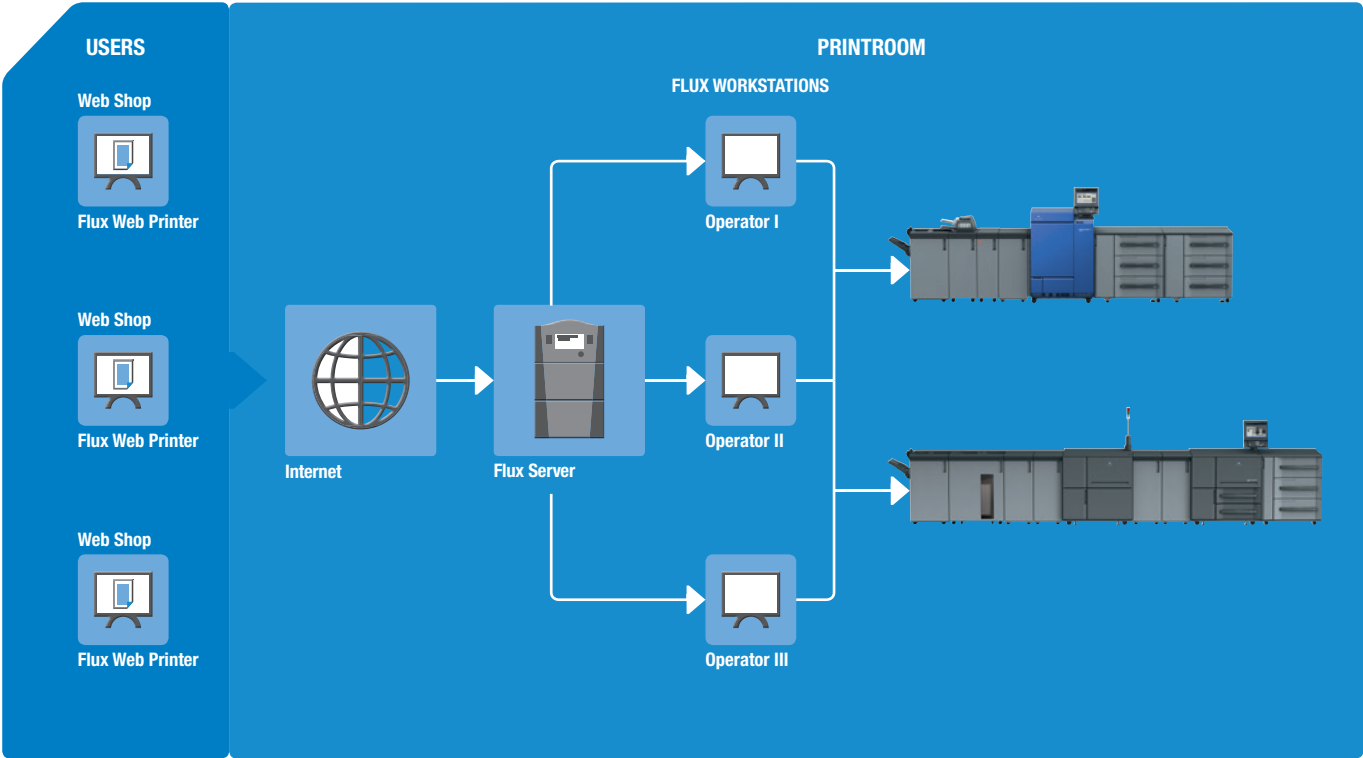 USERS
PRINTROOM
FLUX WORKSTATIONS
Web Shop
Flux Web Printer
Operator I
Web Shop
Flux Web Printer
Internet
Flux Server
Operator II
Web Shop
Flux Web Printer
Operator III